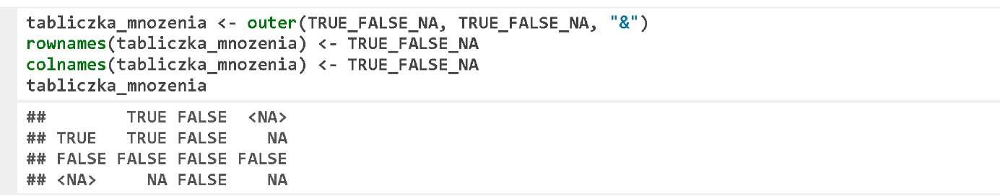 tabliczka_mnozenia <- outer(TRUE_FALSE_NA, TRUE_FALSE_NA, "&")
rownames(tabliczka_mnozenia) <- TRUE_FALSE_NA
colnames(tabliczka_mnozenia) <- TRUE_FALSE_NA
tabliczka_mnozenia
##        TRUE FALSE  <NA>
## TRUE   TRUE FALSE    NA
## FALSE FALSE FALSE FALSE
## <NA>     NA FALSE    NA